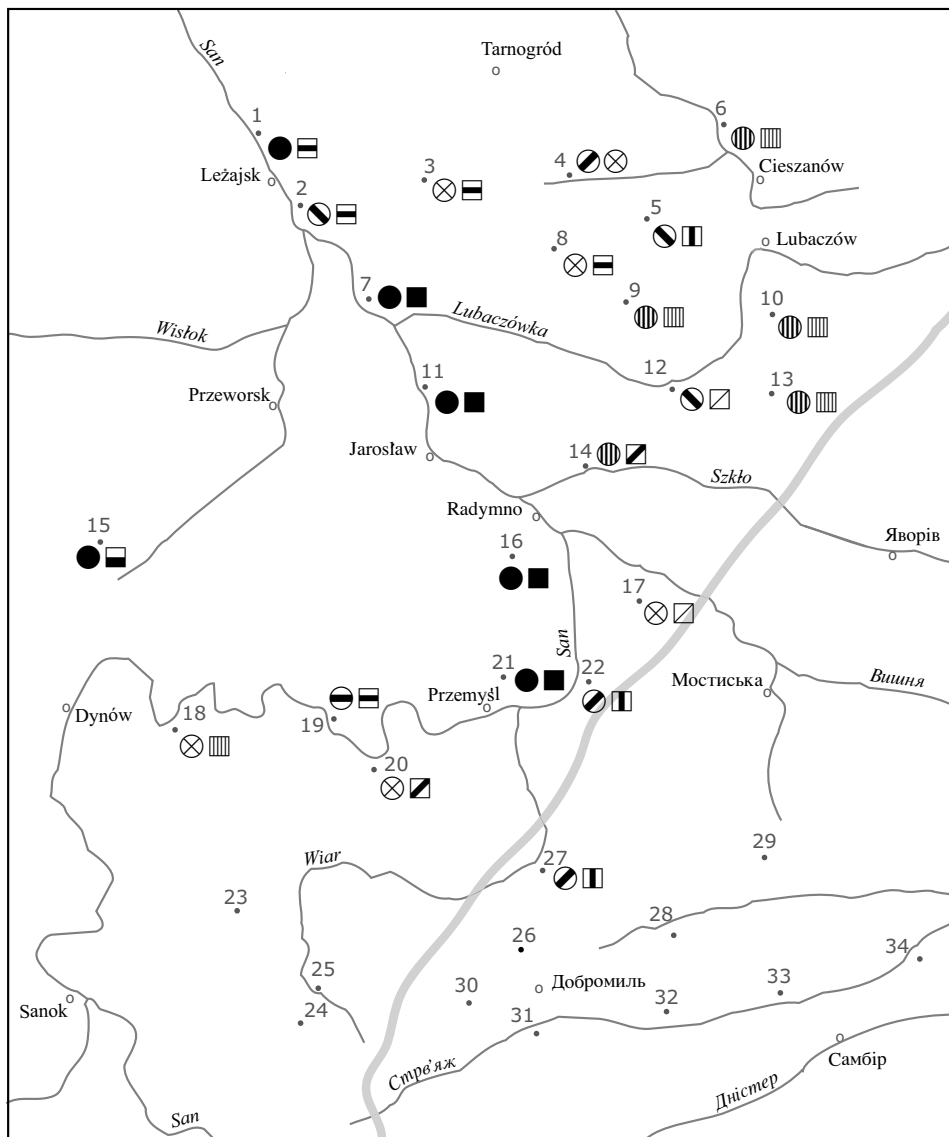 San
Tarnogród
1
6
3
4
Cieszanów
Leżajsk
2
5
Lubaczów
8
7
9
10
Lubaczówka
Wisłok
11
12
13
Przeworsk
Jarosław
14
Szkło
Radymno
15
16
Яворів
17
San
21
22
Мостиська
Вишня
Przemyśl
Dynów
18
19
20
29
Wiar
27
23
28
26
34
25
33
Добромиль
Sanok
30
32
24
31
Самбір
Стрв'яж
Дністер
San